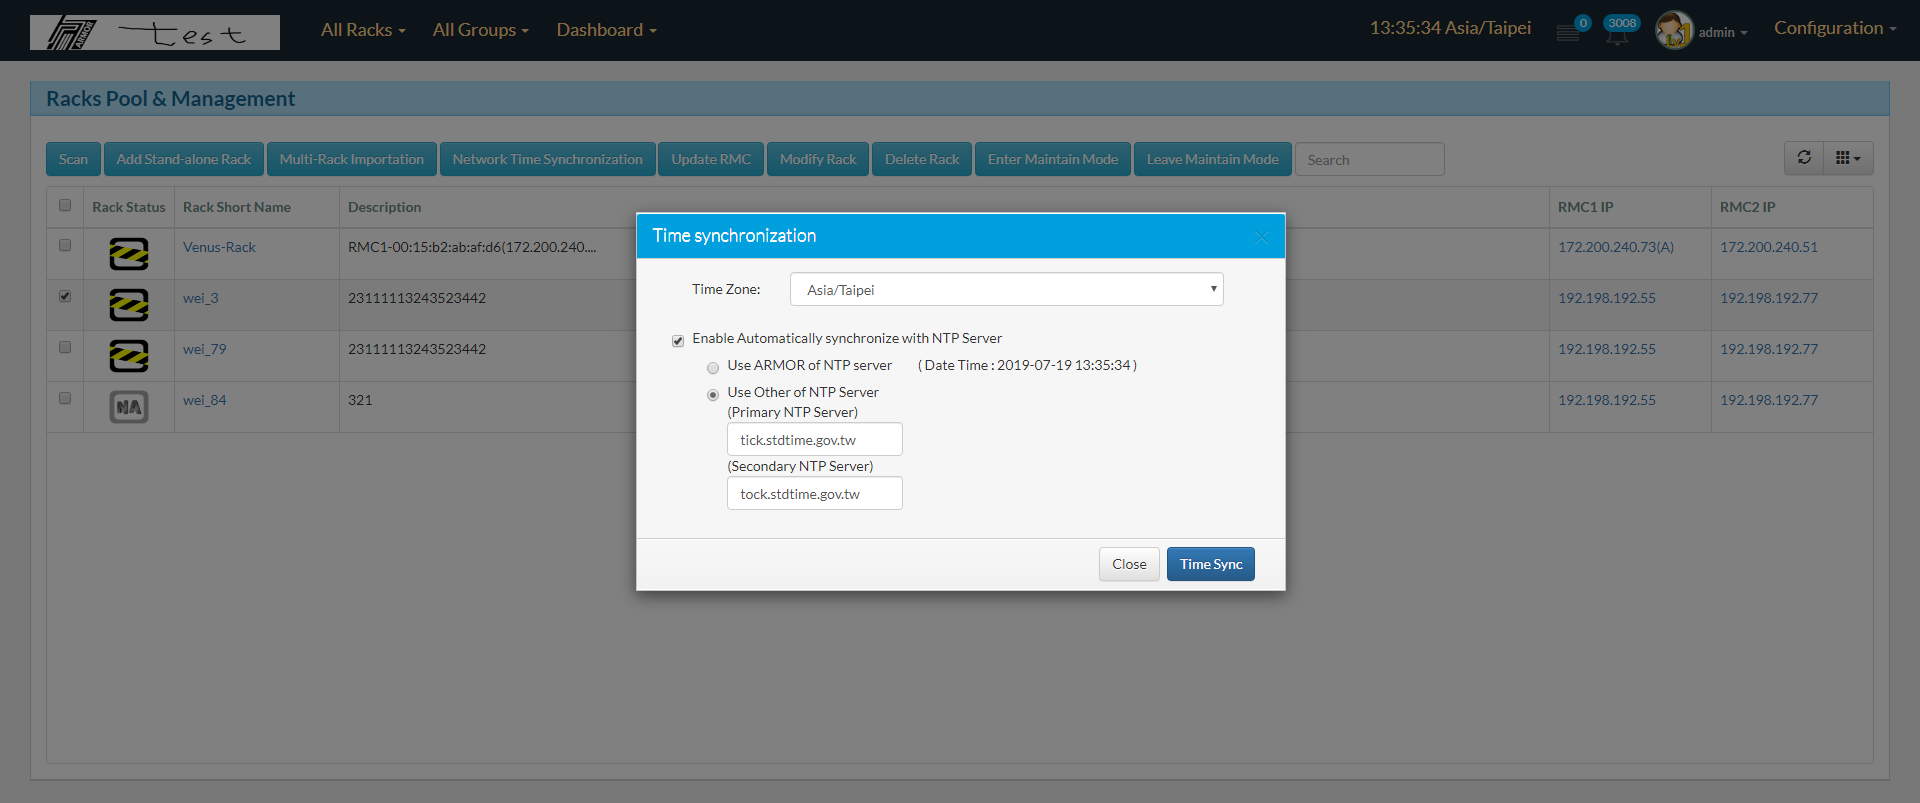 ARMOR test All Racks All Groups Dashboard 13:35:34 Asia/Taipei 0 3008 admin Configuration
Racks Pool & Management
Scan Add Stand-alone Rack Multi-Rack Importation Network Time Synchronization Update RMC Modify Rack Delete Rack Enter Maintain Mode Leave Maintain Mode Search
Rack Status Rack Short Name Description RMC1 IP RMC2 IP
Venus-Rack RMC1-00:15:b2:ab:af:d6(172.200.240.... 172.200.240.73(A) 172.200.240.51
wei_3 23111113243523442 192.198.192.55 192.198.192.77
wei_79 23111113243523442 192.198.192.55 192.198.192.77
NA wei_84 321 192.198.192.55 192.198.192.77
Time synchronization
Time Zone: Asia/Taipei
Enable Automatically synchronize with NTP Server
Use ARMOR of NTP server ( Date Time : 2019-07-19 13:35:34 )
Use Other of NTP Server
(Primary NTP Server)
tick.stdtime.gov.tw
(Secondary NTP Server)
tock.stdtime.gov.tw
Close Time Sync